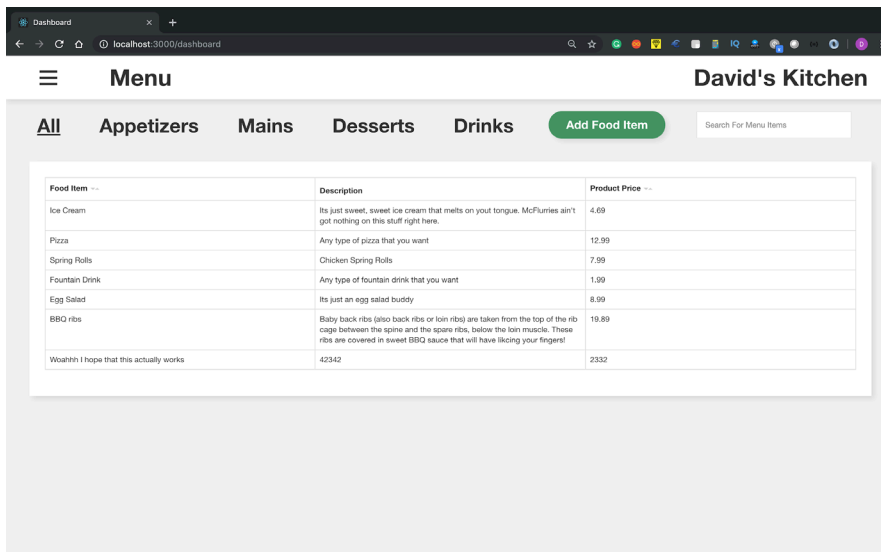 Dashboard
localhost:3000/dashboard
IQ
D
Menu
David's Kitchen
All
Appetizers
Mains
Desserts
Drinks
Add Food Item
Search For Menu Items
Food Item
Description
Product Price
Ice Cream
Its just sweet, sweet ice cream that melts on yout tongue. McFlurries ain't
got nothing on this stuff right here.
4.69
Pizza
Any type of pizza that you want
12.99
Spring Rolls
Chicken Spring Rolls
7.99
Fountain Drink
Any type of fountain drink that you want
1.99
Egg Salad
Its just an egg salad buddy
8.99
BBQ ribs
Baby back ribs (also back ribs or loin ribs) are taken from the top of the rib
cage between the spine and the spare ribs, below the loin muscle. These
ribs are covered in sweet BBQ sauce that will have likcing your fingers!
19.89
Woahhh I hope that this actually works
42342
2332